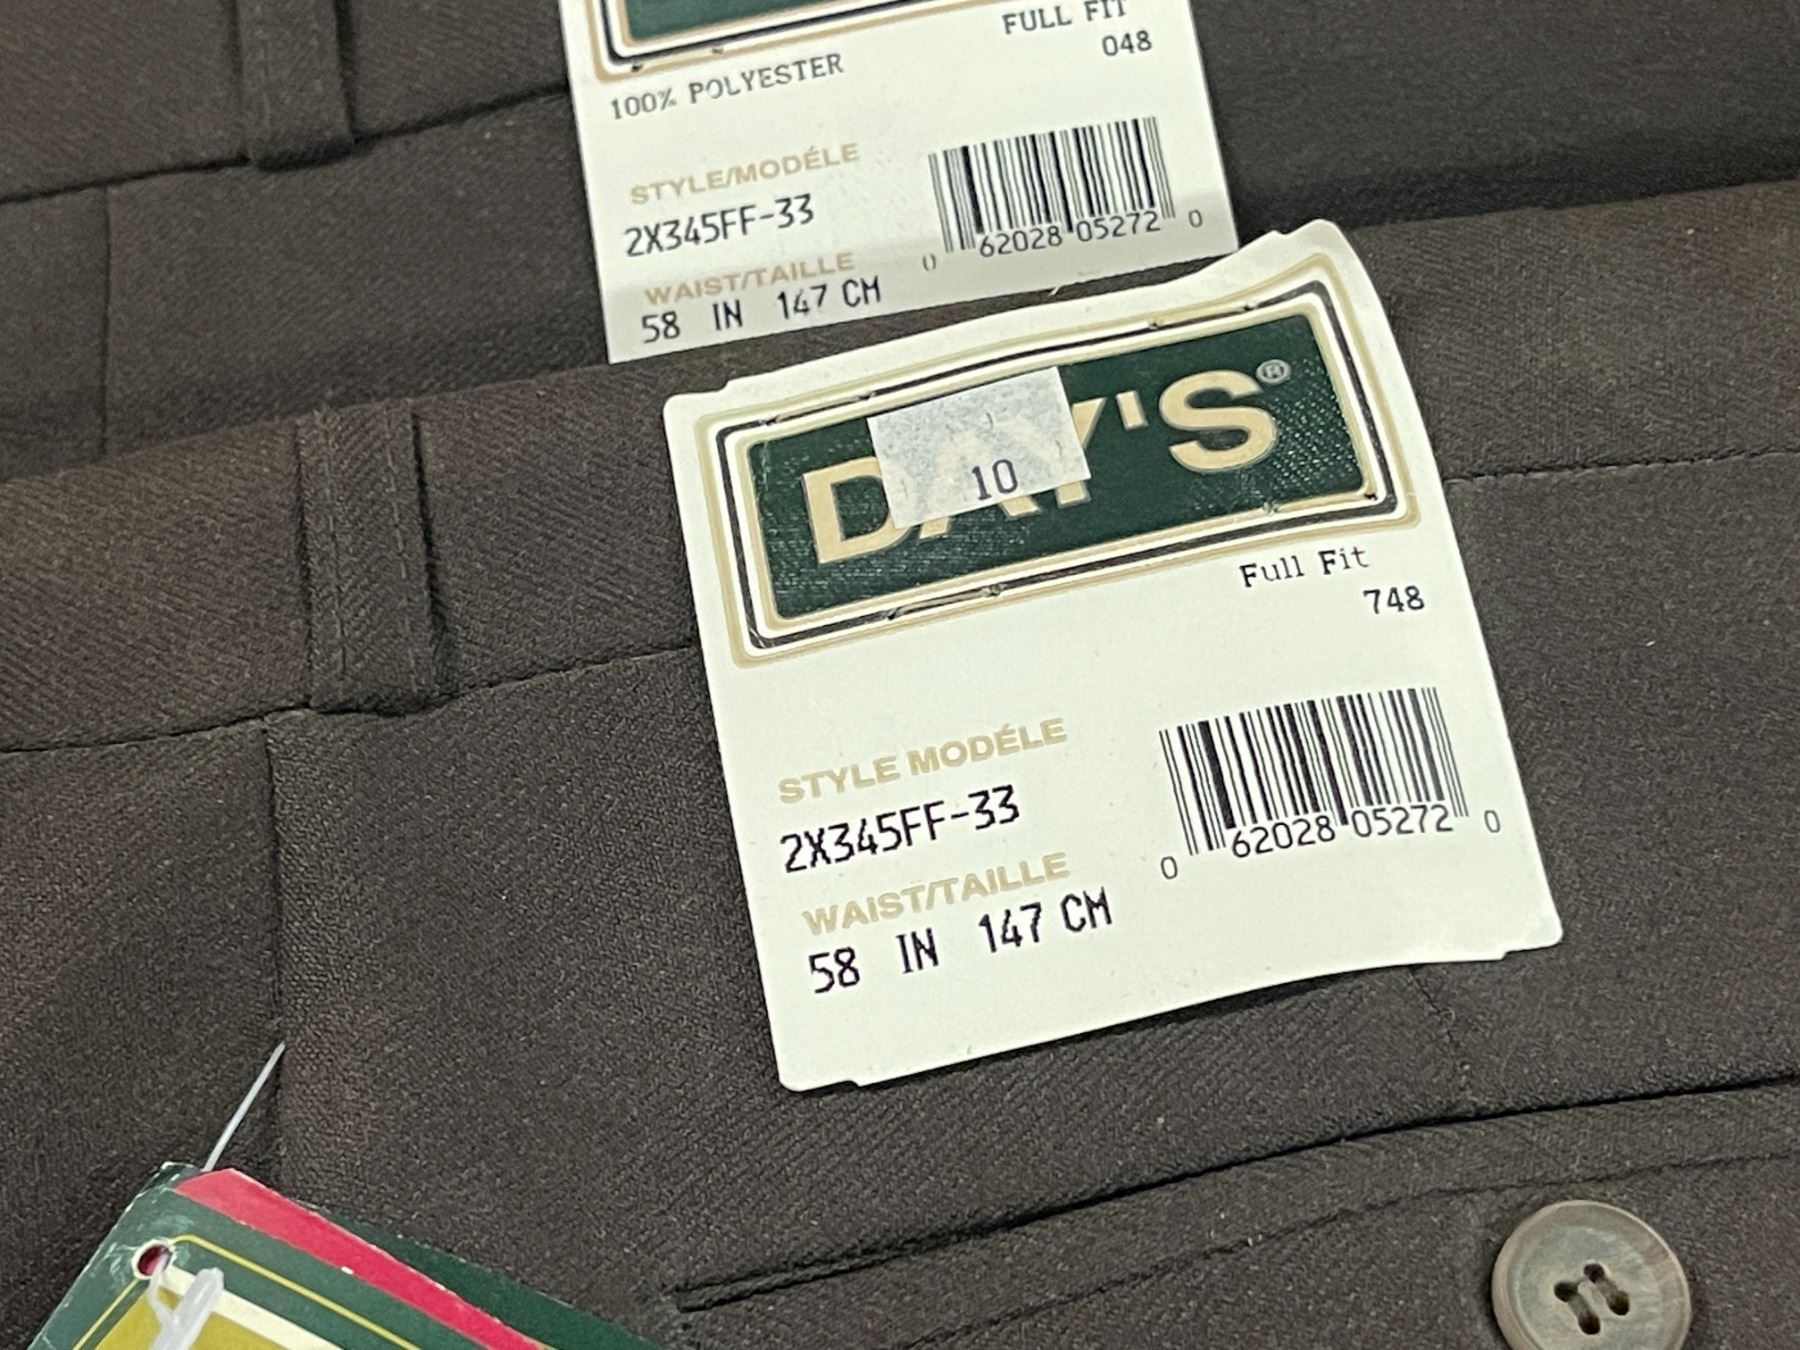 FULL FIT
048
100% POLYESTER
STYLE/MODÉLE
2X345FF-33
0 62028 05272 0
WAIST/TAILLE
58 IN 147 CM
DAY'S®
10
Full Fit
748
STYLE MODÉLE
2X345FF-33
0 62028 05272 0
WAIST/TAILLE
58 IN 147 CM